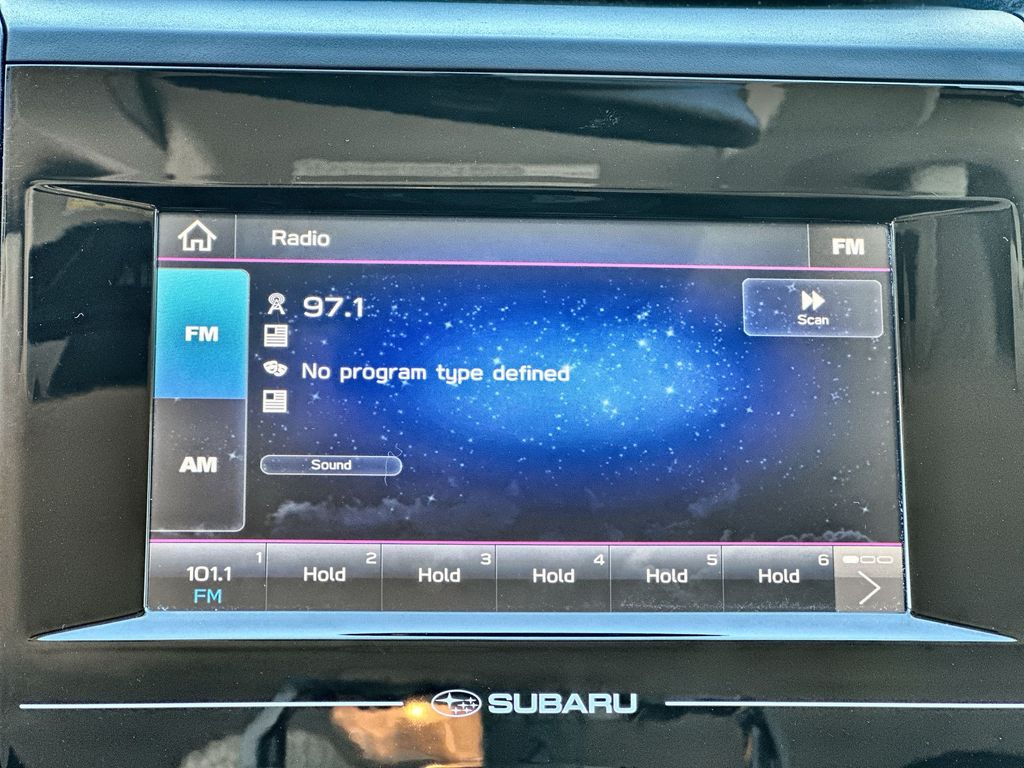 Radio
FM
FM
97.1
Scan
No program type defined
AM
Sound
1
2
3
4
5
6
101.1
Hold
Hold
Hold
Hold
Hold
FM
SUBARU